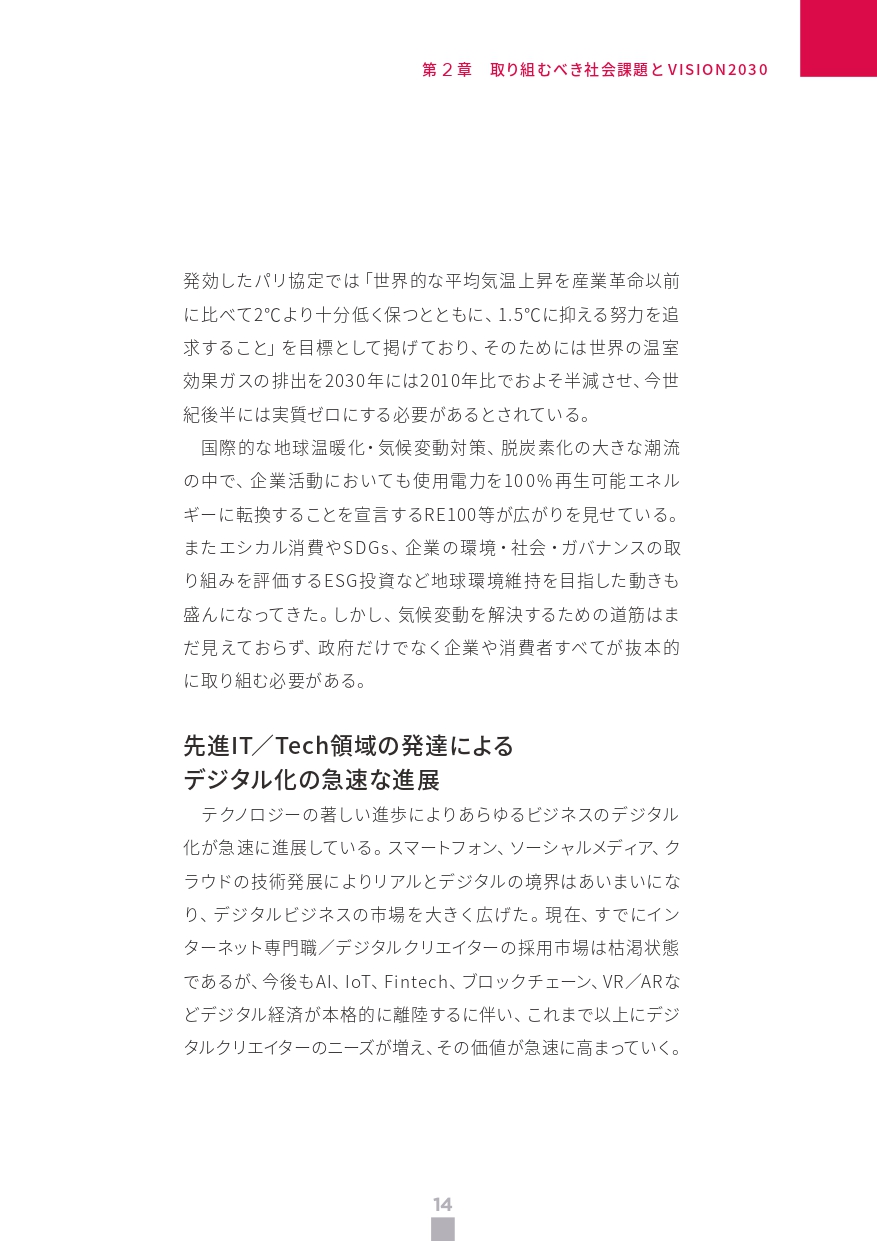 第２章　取り組むべき社会課題とVISION2030
発効したパリ協定では「世界的な平均気温上昇を産業革命以前
に比べて2℃より十分低く保つとともに、1.5℃に抑える努力を追
求すること」を目標として掲げており、そのためには世界の温室
効果ガスの排出を2030年には2010年比でおよそ半減させ、今世
紀後半には実質ゼロにする必要があるとされている。
　国際的な地球温暖化・気候変動対策、脱炭素化の大きな潮流
の中で、企業活動においても使用電力を100%再生可能エネル
ギーに転換することを宣言するRE100等が広がりを見せている。
またエシカル消費やSDGs、企業の環境・社会・ガバナンスの取
り組みを評価するESG投資など地球環境維持を目指した動きも
盛んになってきた。しかし、気候変動を解決するための道筋はま
だ見えておらず、政府だけでなく企業や消費者すべてが抜本的
に取り組む必要がある。
先進IT／Tech領域の発達による
デジタル化の急速な進展
　テクノロジーの著しい進歩によりあらゆるビジネスのデジタル
化が急速に進展している。スマートフォン、ソーシャルメディア、ク
ラウドの技術発展によりリアルとデジタルの境界はあいまいにな
り、デジタルビジネスの市場を大きく広げた。現在、すでにイン
ターネット専門職／デジタルクリエイターの採用市場は枯渇状態
であるが、今後もAI、IoT、Fintech、ブロックチェーン、VR／ARな
どデジタル経済が本格的に離陸するに伴い、これまで以上にデジ
タルクリエイターのニーズが増え、その価値が急速に高まっていく。
14